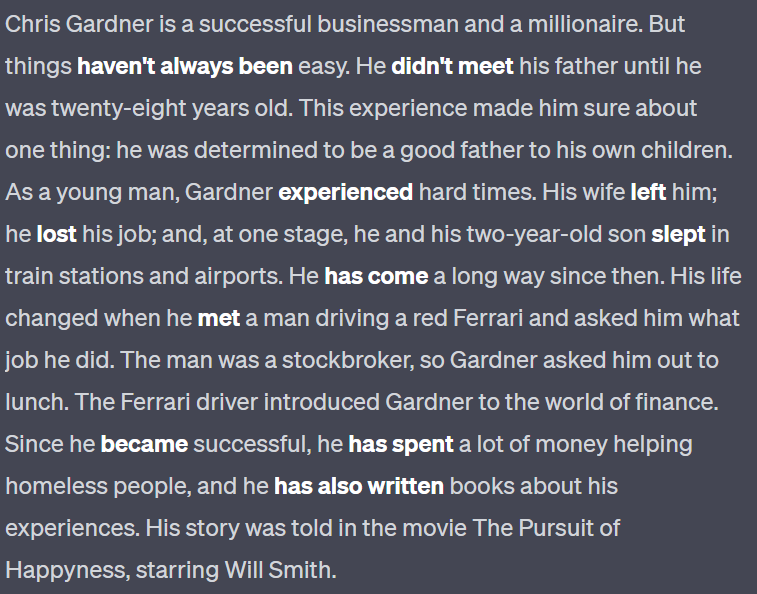 Chris Gardner is a successful businessman and a millionaire. But
things haven't always been easy. He didn't meet his father until he
was twenty-eight years old. This experience made him sure about
one thing: he was determined to be a good father to his own children.
As a young man, Gardner experienced hard times. His wife left him;
he lost his job; and, at one stage, he and his two-year-old son slept in
train stations and airports. He has come a long way since then. His life
changed when he met a man driving a red Ferrari and asked him what
job he did. The man was a stockbroker, so Gardner asked him out to
lunch. The Ferrari driver introduced Gardner to the world of finance.
Since he became successful, he has spent a lot of money helping
homeless people, and he has also written books about his
experiences. His story was told in the movie The Pursuit of
Happyness, starring Will Smith.